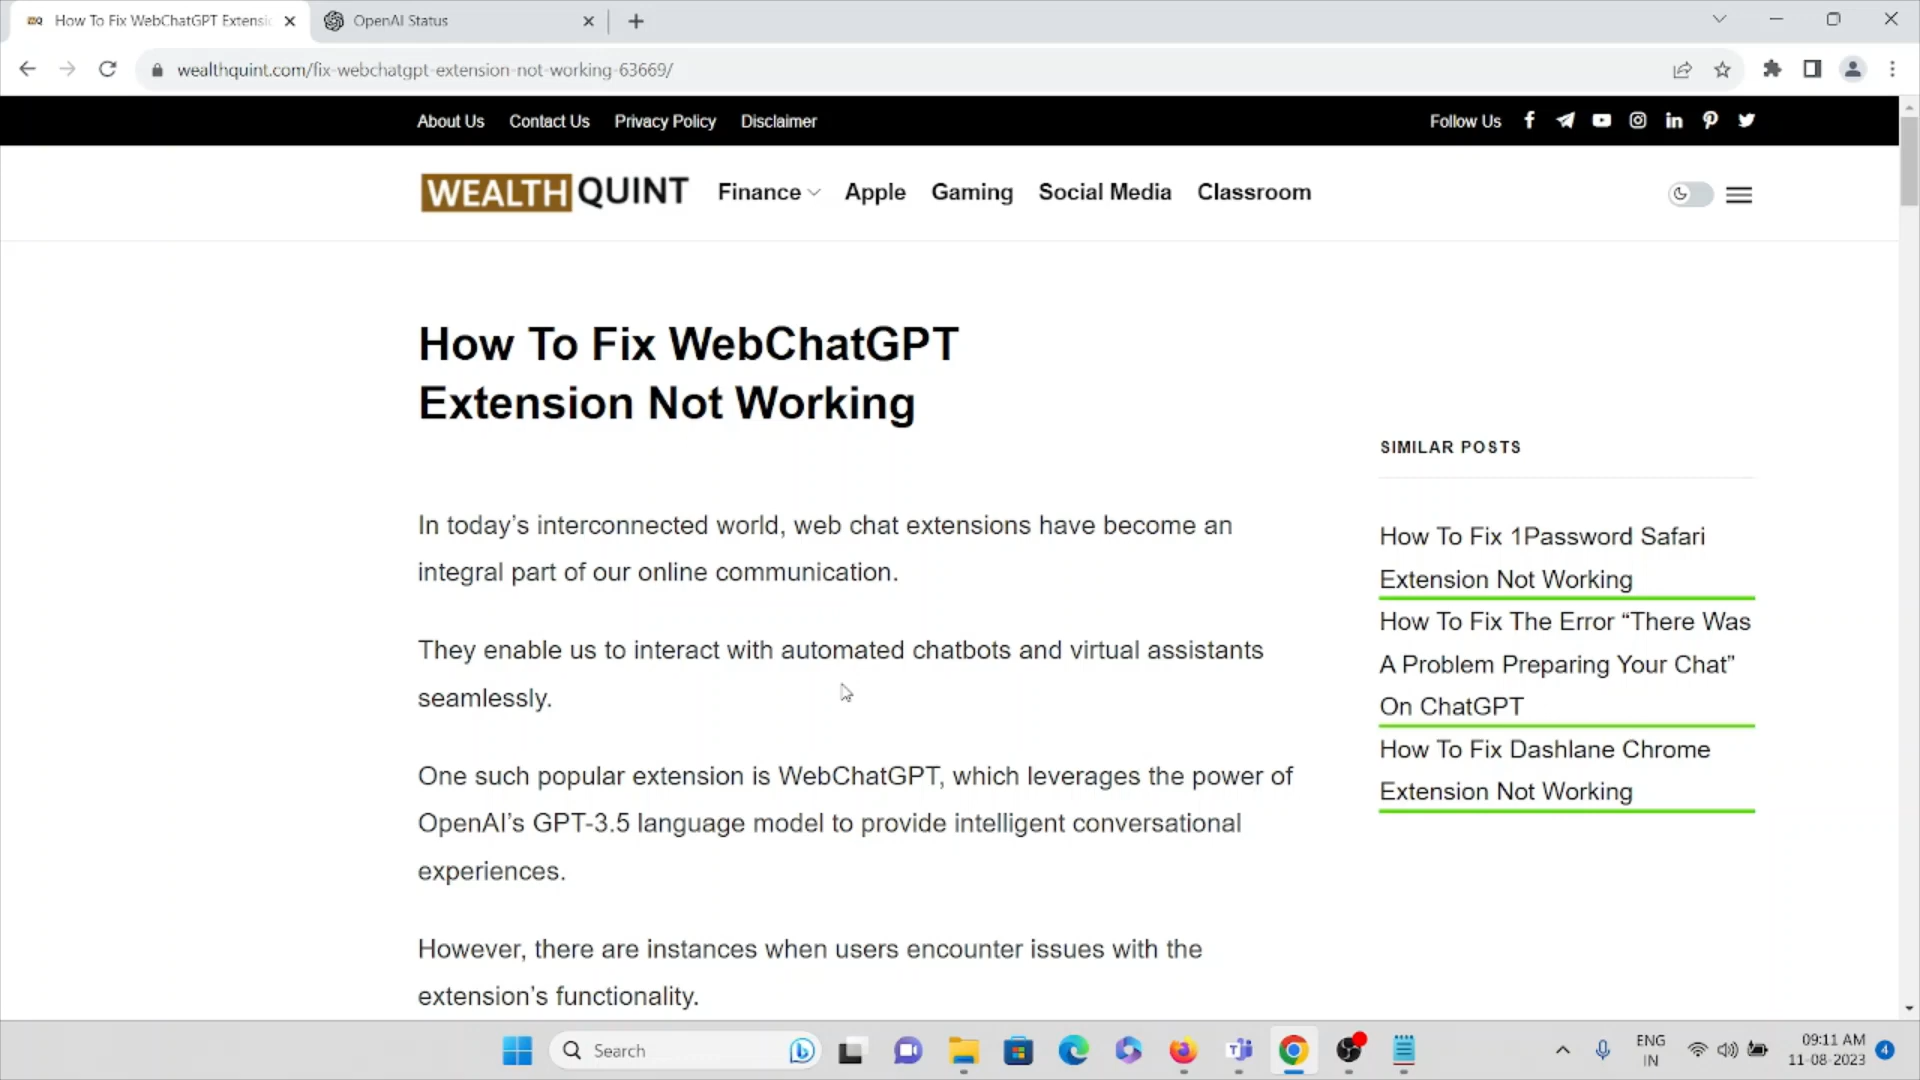 How To Fix WebChatGPT Extensi
OpenAI Status
wealthquint.com/fix-webchatgpt-extension-not-working-63669/
About Us Contact Us Privacy Policy Disclaimer
Follow Us
WEALTH QUINT
Finance Apple Gaming Social Media Classroom
How To Fix WebChatGPT
Extension Not Working
In today’s interconnected world, web chat extensions have become an
integral part of our online communication.
They enable us to interact with automated chatbots and virtual assistants
seamlessly.
One such popular extension is WebChatGPT, which leverages the power of
OpenAI’s GPT-3.5 language model to provide intelligent conversational
experiences.
However, there are instances when users encounter issues with the
extension’s functionality.
SIMILAR POSTS
How To Fix 1Password Safari
Extension Not Working
How To Fix The Error “There Was
A Problem Preparing Your Chat”
On ChatGPT
How To Fix Dashlane Chrome
Extension Not Working
Search
ENG
IN
09:11 AM
11-08-2023
4